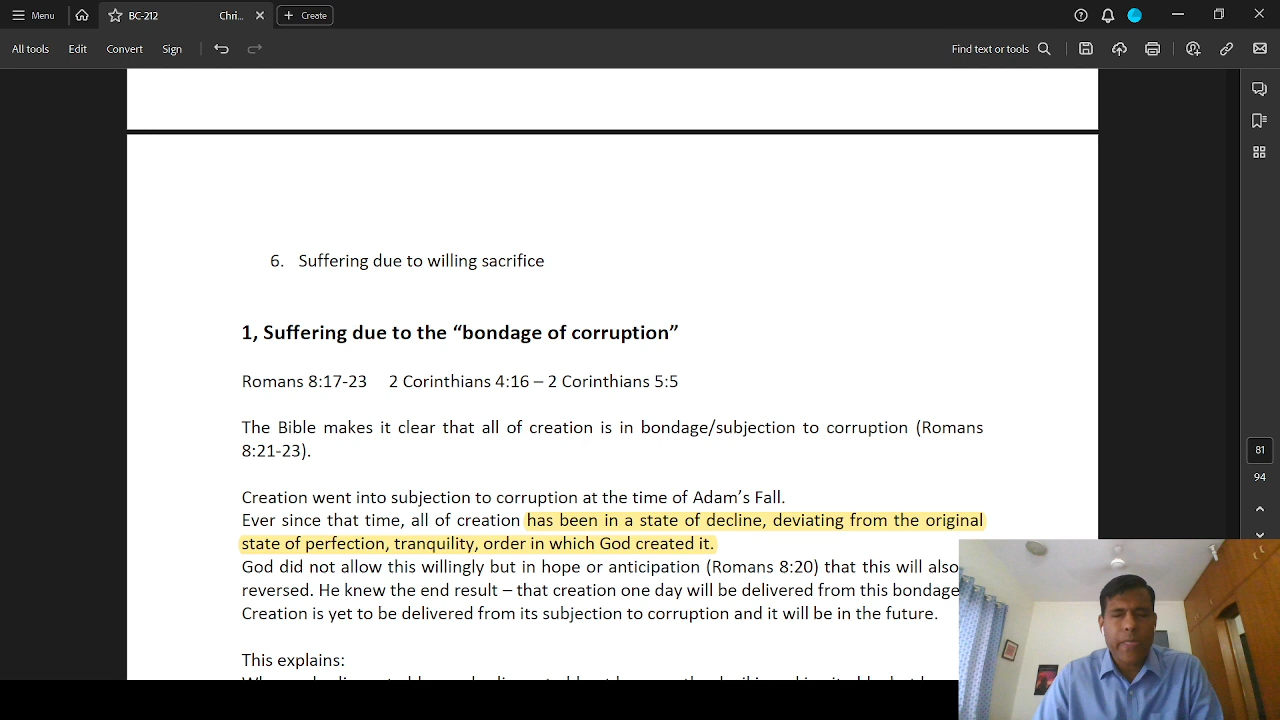 Menu
BC-212
Chri...
Create
All tools
Edit
Convert
Sign
Find text or tools
6. Suffering due to willing sacrifice
1, Suffering due to the “bondage of corruption”
Romans 8:17-23 2 Corinthians 4:16 – 2 Corinthians 5:5
The Bible makes it clear that all of creation is in bondage/subjection to corruption (Romans
8:21-23).
Creation went into subjection to corruption at the time of Adam’s Fall.
Ever since that time, all of creation has been in a state of decline, deviating from the original
state of perfection, tranquility, order in which God created it.
God did not allow this willingly but in hope or anticipation (Romans 8:20) that this will also
reversed. He knew the end result – that creation one day will be delivered from this bondage
Creation is yet to be delivered from its subjection to corruption and it will be in the future.
This explains:
81
94